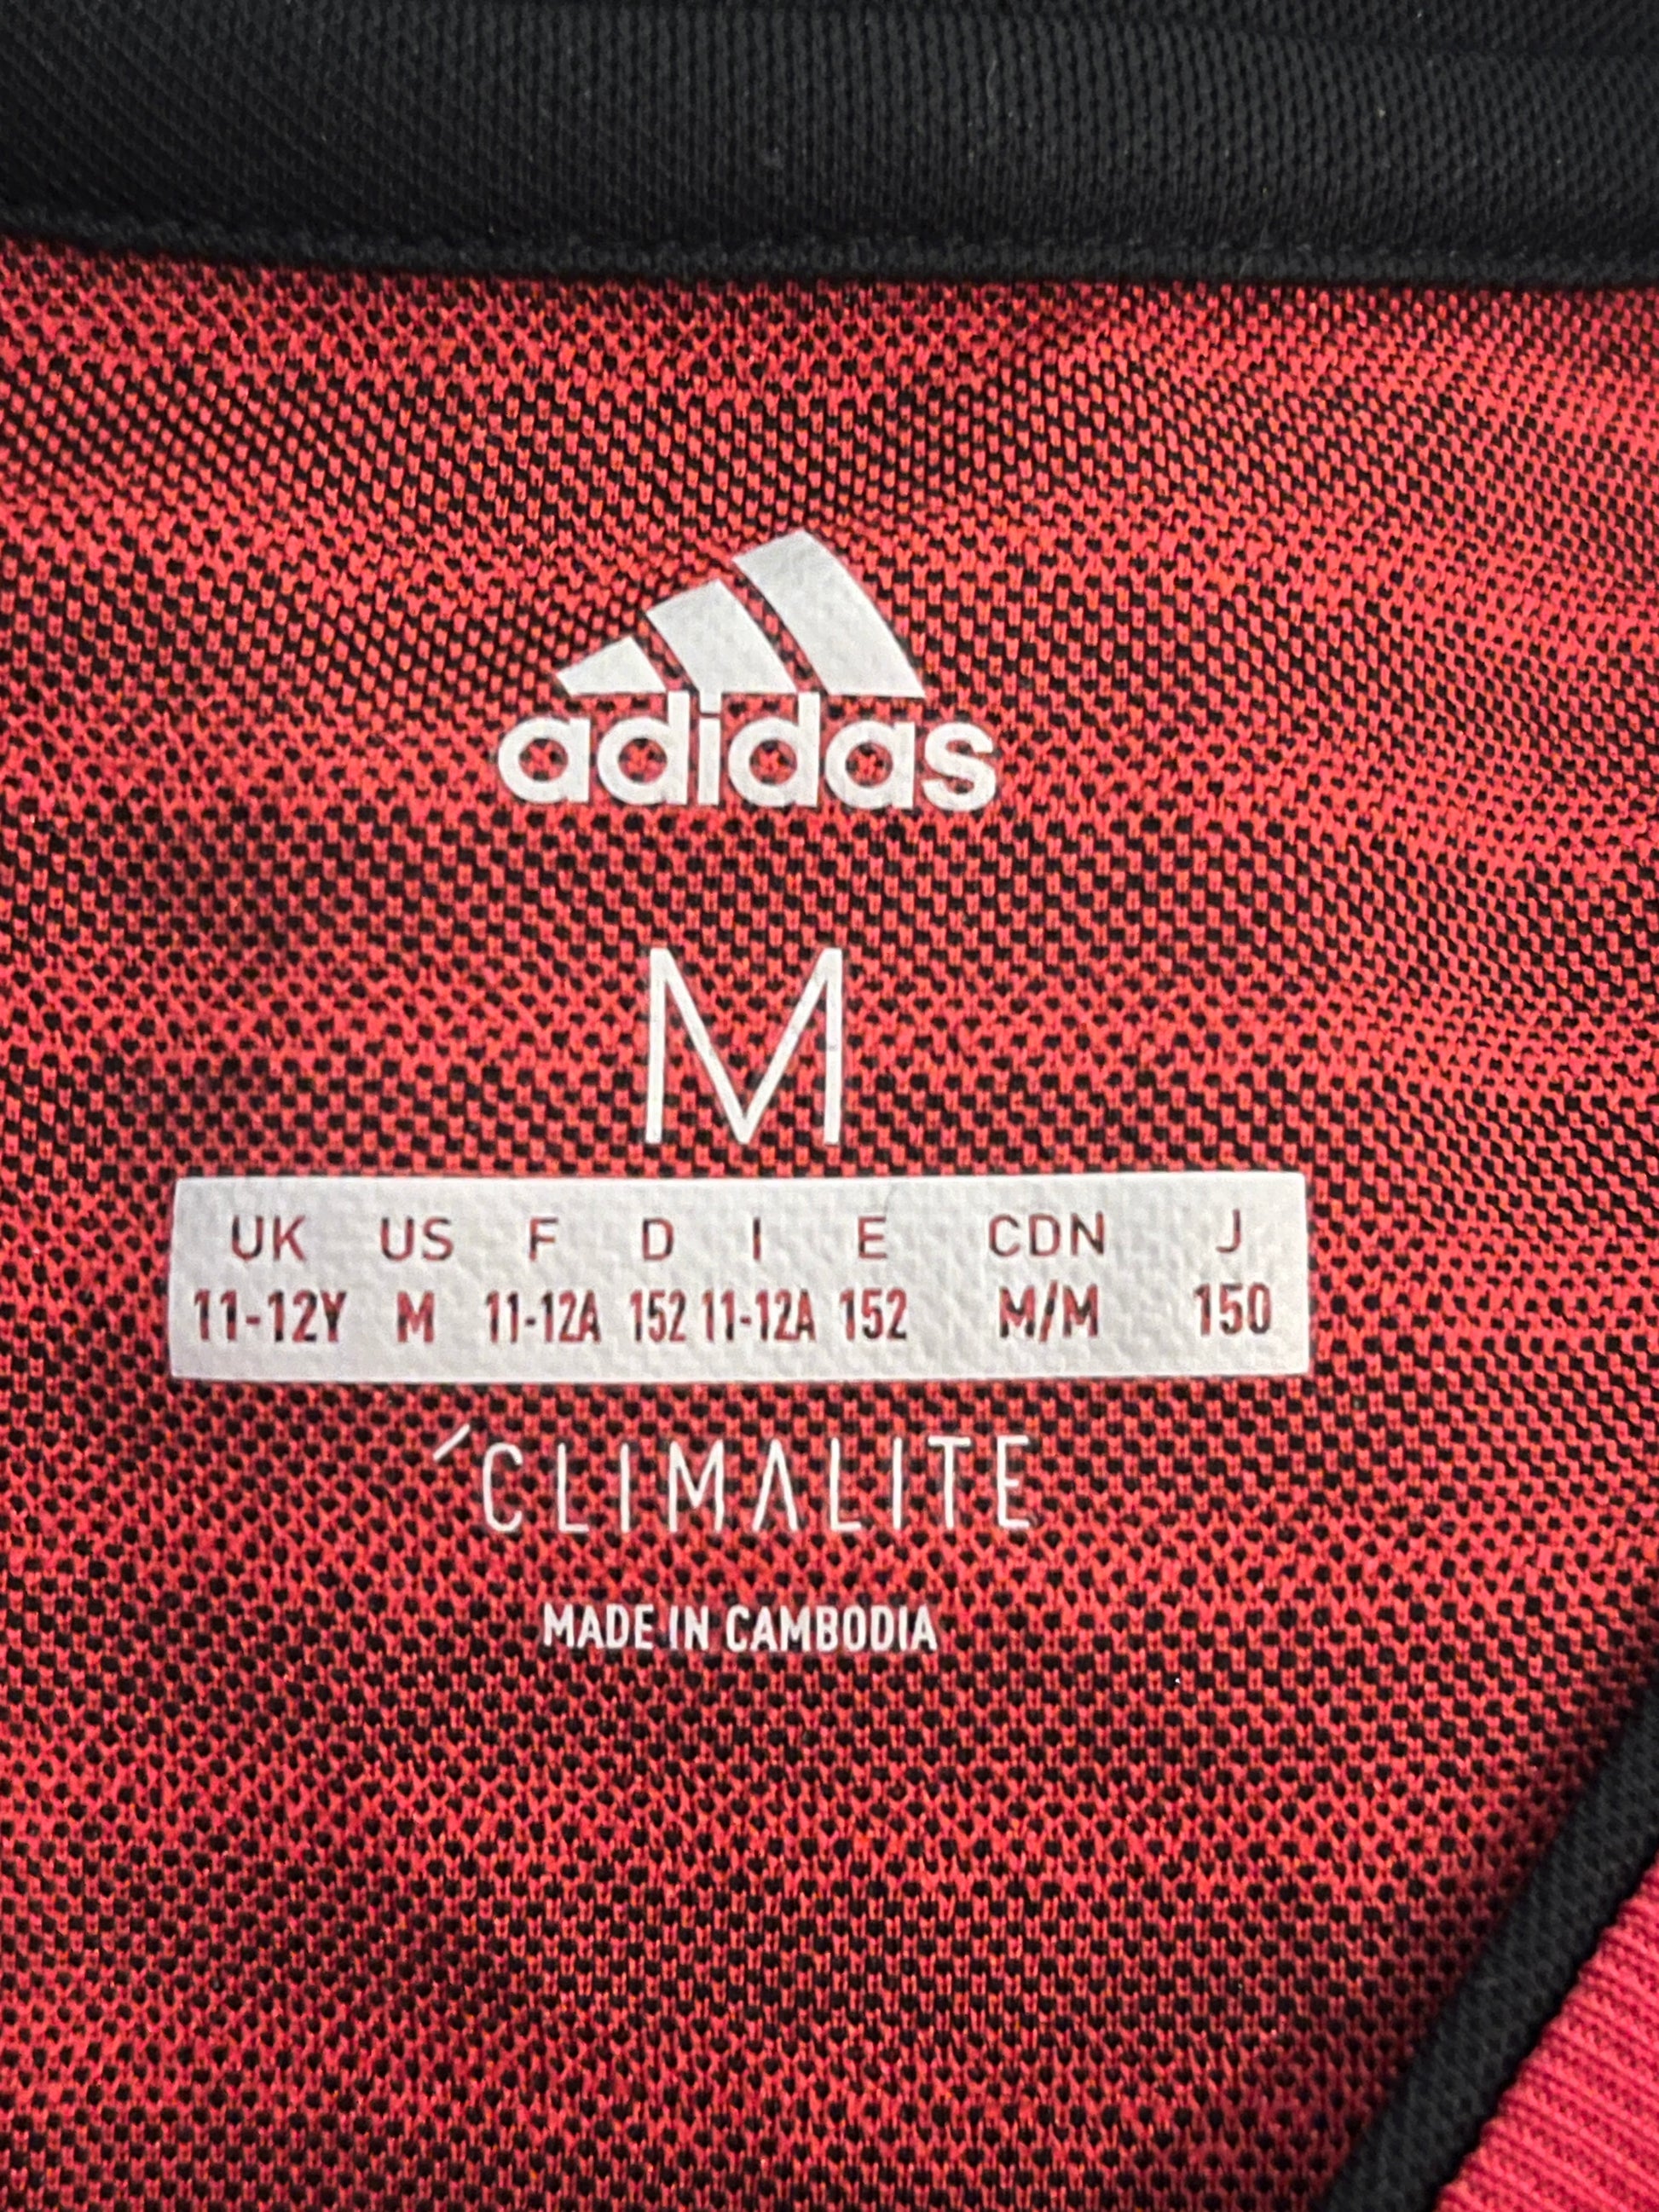 adidas
M
UK US F D I E CDN J
11-12Y M 11-12A 152 11-12A 152 M/M 150
´CLIMALITE
MADE IN CAMBODIA